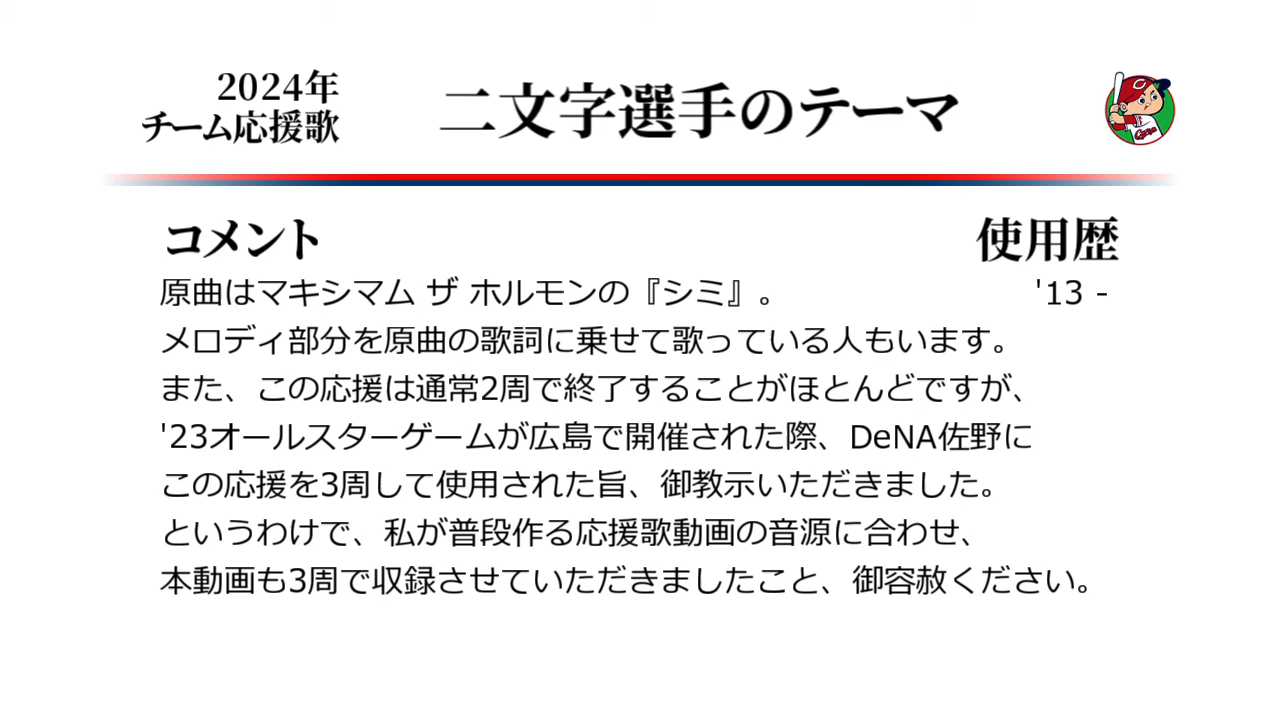 2024年
チーム応援歌
二文字選手のテーマ
コメント
使用歴
原曲はマキシマム ザ ホルモンの『シミ』。
'13 -
メロディ部分を原曲の歌詞に乗せて歌っている人もいます。
また、この応援は通常2周で終了することがほとんどですが、
'23オールスターゲームが広島で開催された際、DeNA佐野に
この応援を3周して使用された旨、御教示いただきました。
というわけで、私が普段作る応援歌動画の音源に合わせ、
本動画も3周で収録させていただきましたこと、御容赦ください。